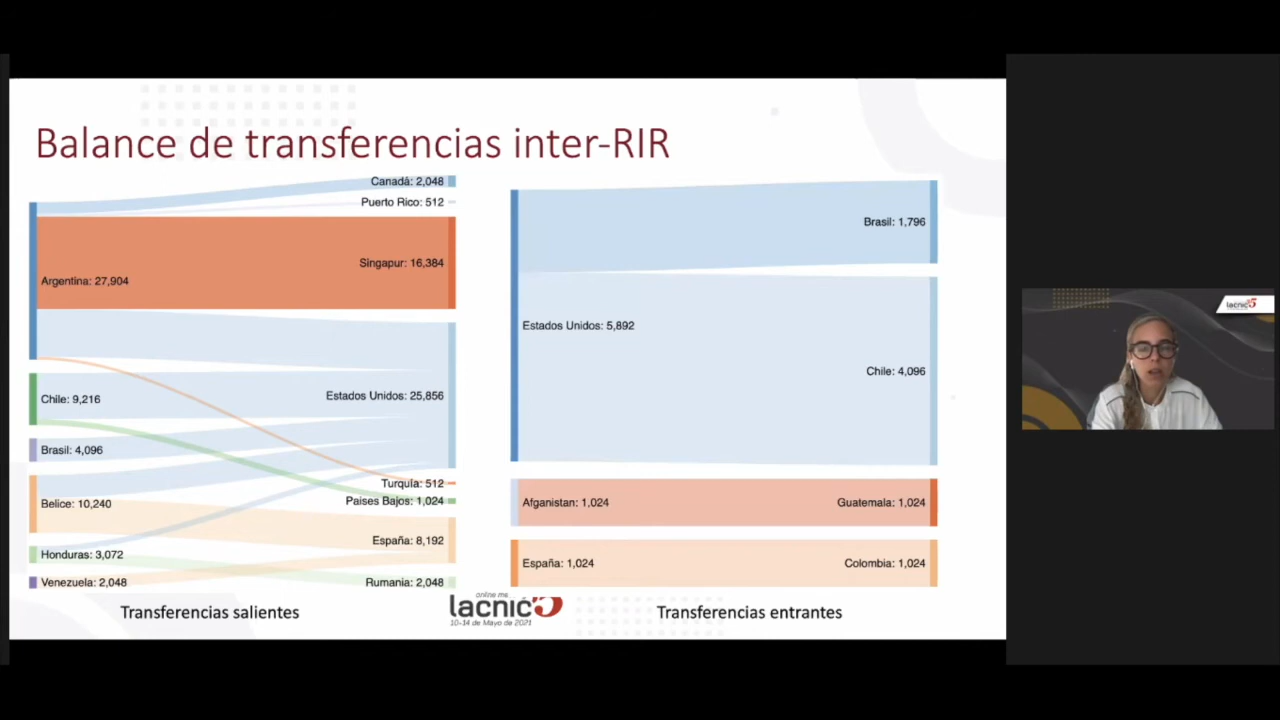 Balance de transferencias inter-RIR
Canadá: 2,048
Puerto Rico: 512
Argentina: 27,904
Singapur: 16,384
Chile: 9,216
Estados Unidos: 25,856
Brasil: 4,096
Turquía: 512
Belice: 10,240
Paises Bajos: 1,024
España: 8,192
Honduras: 3,072
Venezuela: 2,048
Rumania: 2,048
Transferencias salientes
Brasil: 1,796
Estados Unidos: 5,892
Chile: 4,096
Afganistan: 1,024
Guatemala: 1,024
España: 1,024
Colombia: 1,024
Transferencias entrantes
online me
lacnic35
10-14 de Mayo de 2021
lacnic35